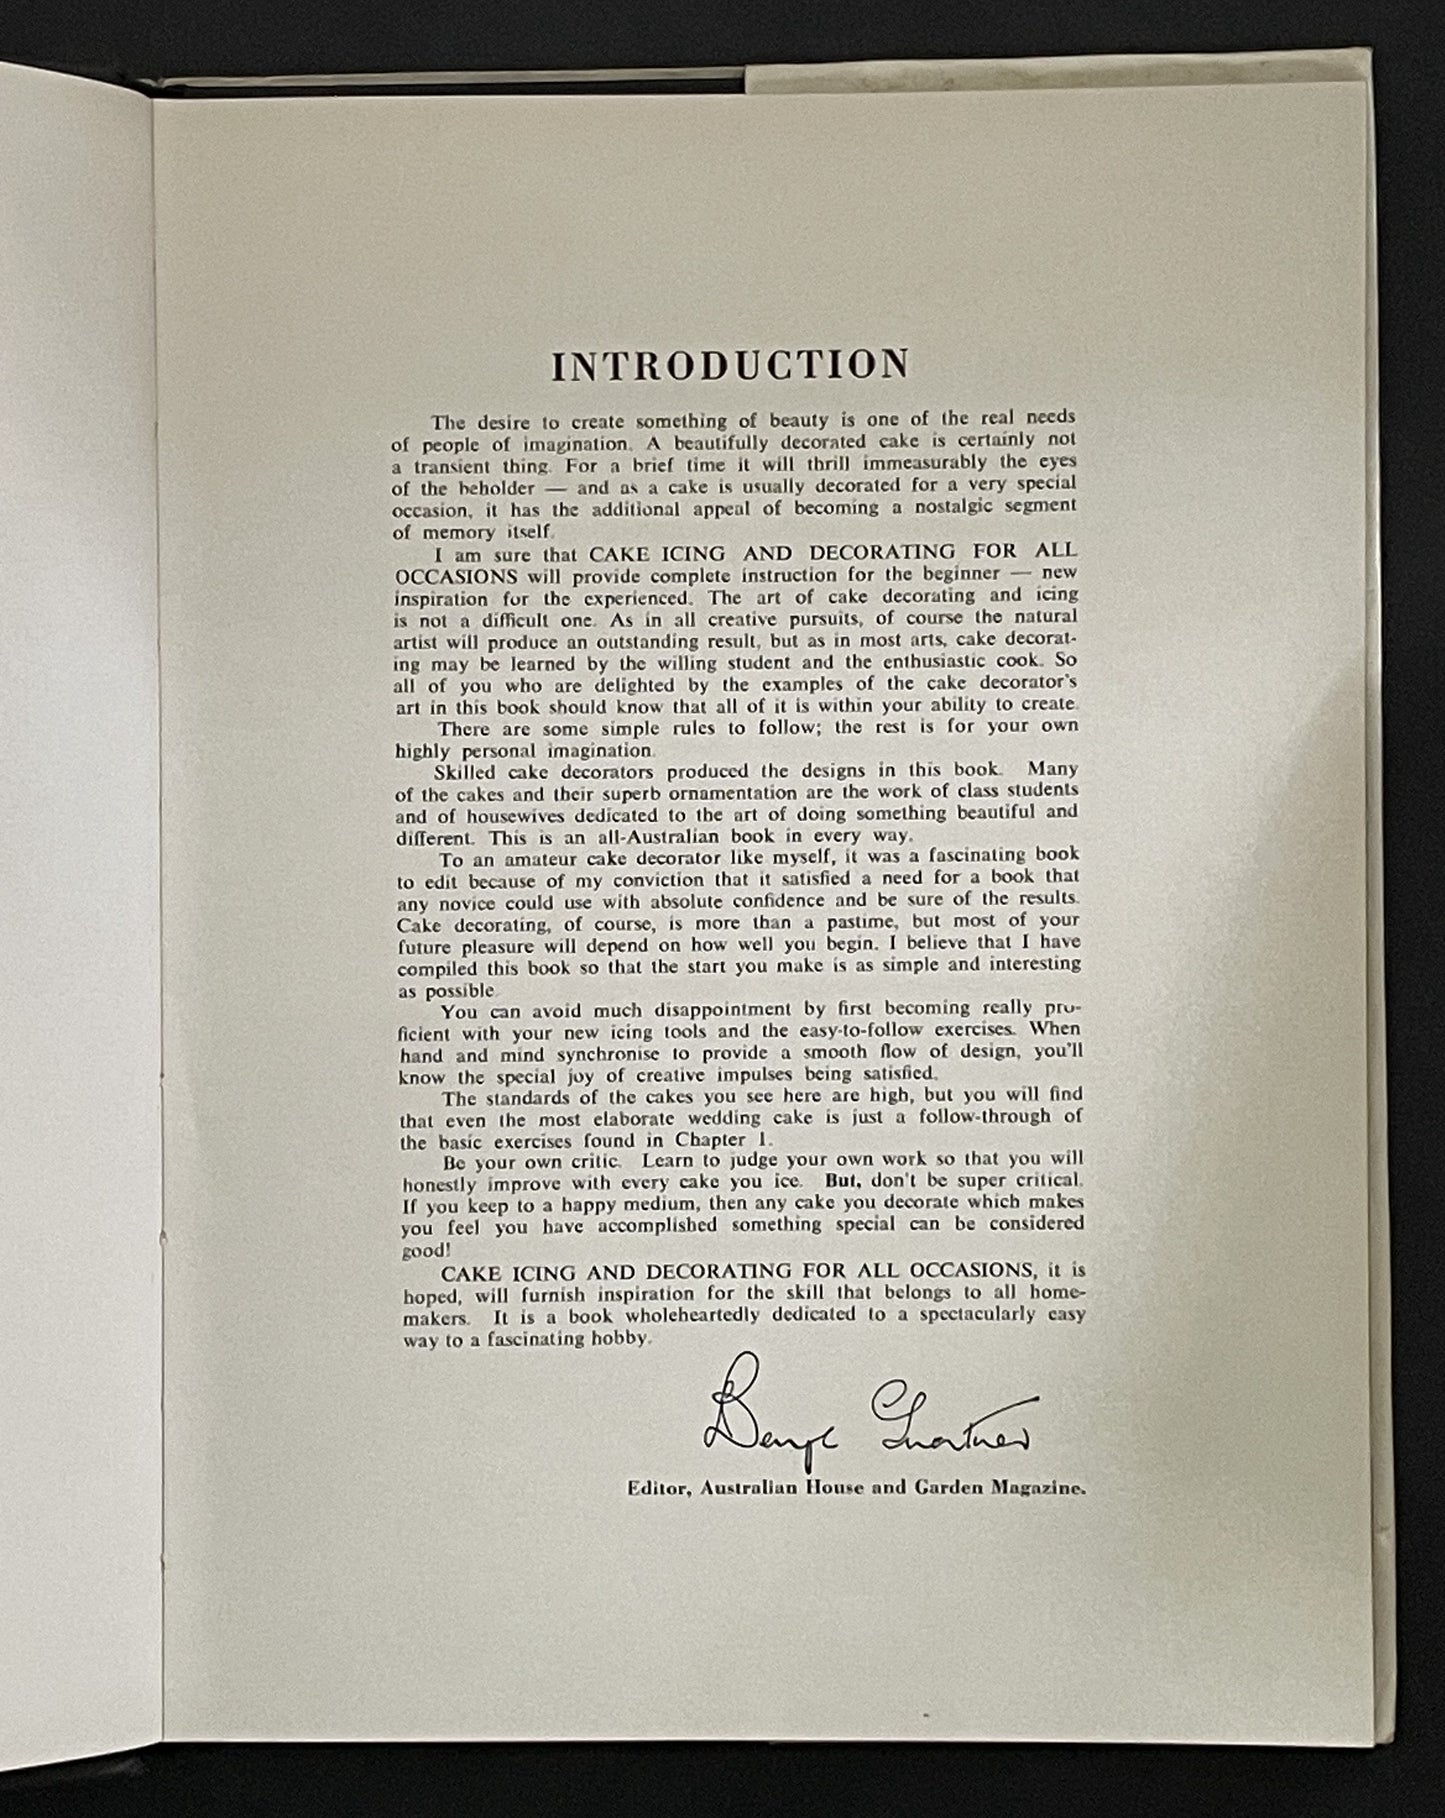 INTRODUCTION
The desire to create something of beauty is one of the real needs
of people of imagination. A beautifully decorated cake is certainly not
a transient thing. For a brief time it will thrill immeasurably the eyes
of the beholder — and as a cake is usually decorated for a very special
occasion, it has the additional appeal of becoming a nostalgic segment
of memory itself.
I am sure that CAKE ICING AND DECORATING FOR ALL
OCCASIONS will provide complete instruction for the beginner — new
inspiration for the experienced. The art of cake decorating and icing
is not a difficult one. As in all creative pursuits, of course the natural
artist will produce an outstanding result, but as in most arts, cake decorat-
ing may be learned by the willing student and the enthusiastic cook. So
all of you who are delighted by the examples of the cake decorator's
art in this book should know that all of it is within your ability to create.
There are some simple rules to follow; the rest is for your own
highly personal imagination.
Skilled cake decorators produced the designs in this book. Many
of the cakes and their superb ornamentation are the work of class students
and of housewives dedicated to the art of doing something beautiful and
different. This is an all-Australian book in every way.
To an amateur cake decorator like myself, it was a fascinating book
to edit because of my conviction that it satisfied a need for a book that
any novice could use with absolute confidence and be sure of the results.
Cake decorating, of course, is more than a pastime, but most of your
future pleasure will depend on how well you begin. I believe that I have
compiled this book so that the start you make is as simple and interesting
as possible.
You can avoid much disappointment by first becoming really pro-
ficient with your new icing tools and the easy-to-follow exercises. When
hand and mind synchronise to provide a smooth flow of design, you'll
know the special joy of creative impulses being satisfied.
The standards of the cakes you see here are high, but you will find
that even the most elaborate wedding cake is just a follow-through of
the basic exercises found in Chapter 1.
Be your own critic. Learn to judge your own work so that you will
honestly improve with every cake you ice. But, don't be super critical.
If you keep to a happy medium, then any cake you decorate which makes
you feel you have accomplished something special can be considered
good!
CAKE ICING AND DECORATING FOR ALL OCCASIONS, it is
hoped, will furnish inspiration for the skill that belongs to all home-
makers. It is a book wholeheartedly dedicated to a spectacularly easy
way to a fascinating hobby.
Beryl Guertner
Editor, Australian House and Garden Magazine.